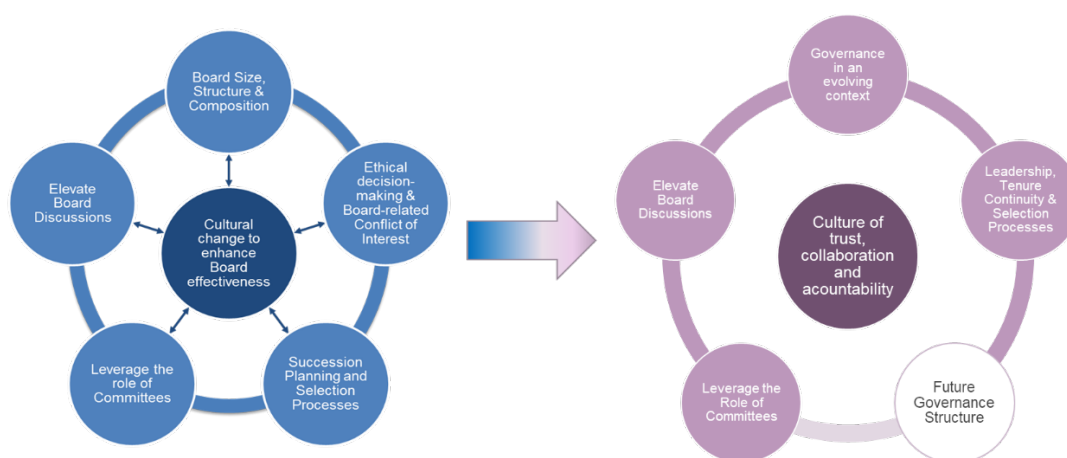 Board Size,
Structure &
Composition
Ethical
decision-
making &
Board-related
Conflict of
Interest
Elevate
Board
Discussions
Cultural
change to
enhance
Board
effectiveness
Leverage the
role of
Committees
Succession
Planning and
Selection
Processes
Governance
in an
evolving
context
Elevate
Board
Discussions
Leadership,
Tenure
Continuity &
Selection
Processes
Culture of
trust,
collaboration
and
acountability
Leverage the
Role of
Committees
Future
Governance
Structure